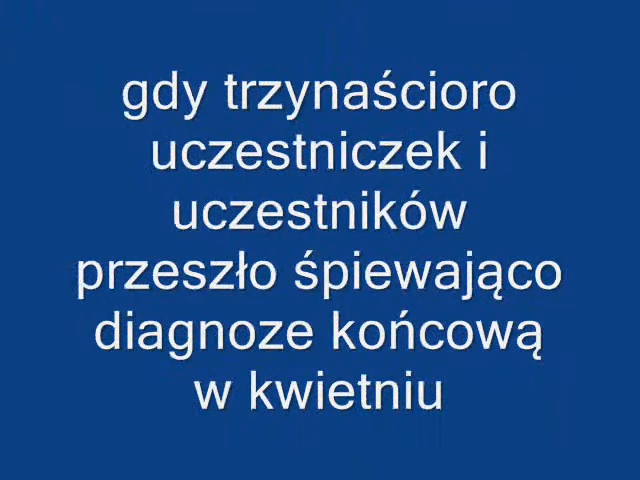 gdy trzynaścioro
uczestniczek i
uczestników
przeszło śpiewająco
diagnoze końcową
w kwietniu